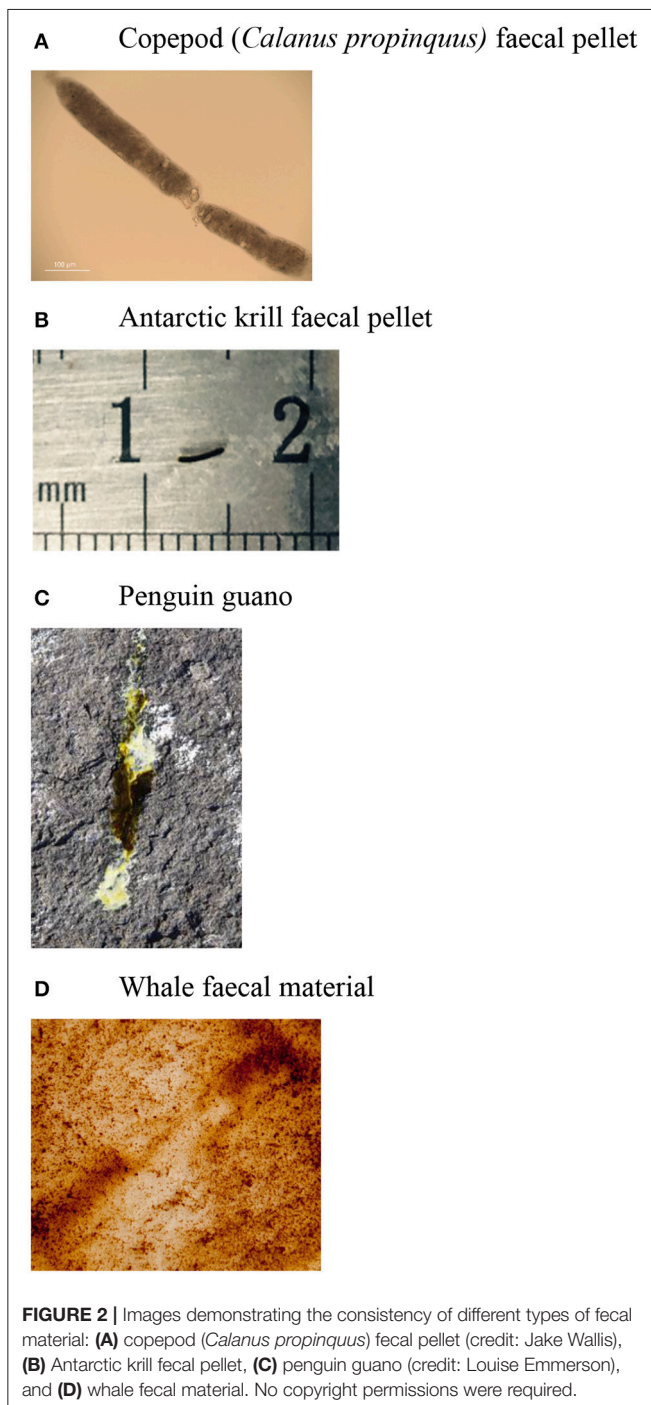 A Copepod (Calanus propinquus) faecal pellet
100 µm
B Antarctic krill faecal pellet
1 2
mm
C Penguin guano
D Whale faecal material
FIGURE 2 | Images demonstrating the consistency of different types of fecal
material: (A) copepod (Calanus propinquus) fecal pellet (credit: Jake Wallis),
(B) Antarctic krill fecal pellet, (C) penguin guano (credit: Louise Emmerson),
and (D) whale fecal material. No copyright permissions were required.